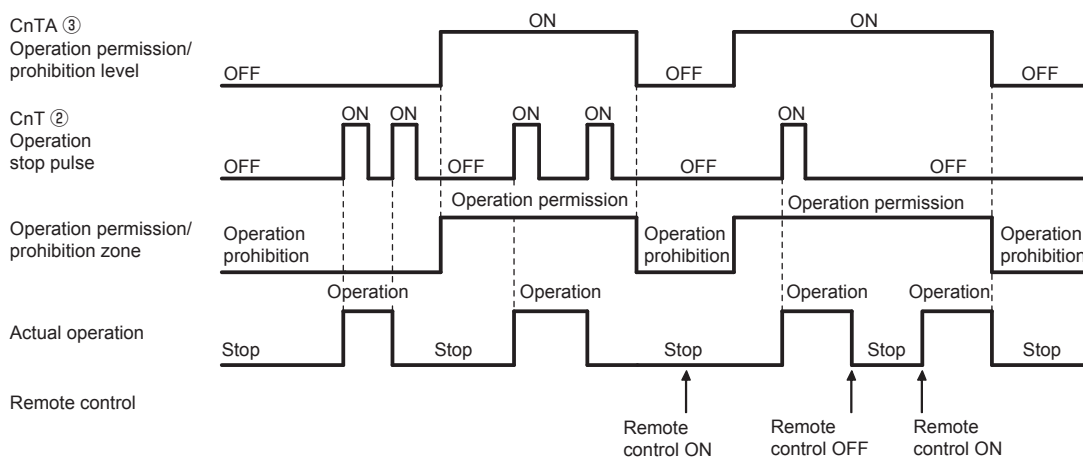 CnTA ③
Operation permission/
prohibition level
OFF
ON
OFF
ON
OFF
CnT ②
Operation
stop pulse
OFF
ON
ON
OFF
ON
ON
OFF
ON
OFF
Operation permission/
prohibition zone
Operation
prohibition
Operation permission
Operation
prohibition
Operation permission
Operation
prohibition
Actual operation
Stop
Operation
Stop
Operation
Stop
Operation
Stop
Operation
Stop
Remote control
Remote
control ON
Remote
control OFF
Remote
control ON